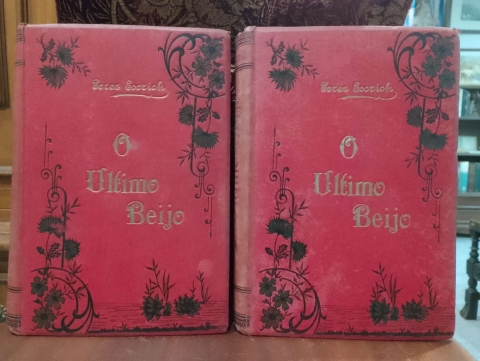 Perez Escrich
O
Ultimo
Beijo
Perez Escrich
O
Ultimo
Beijo